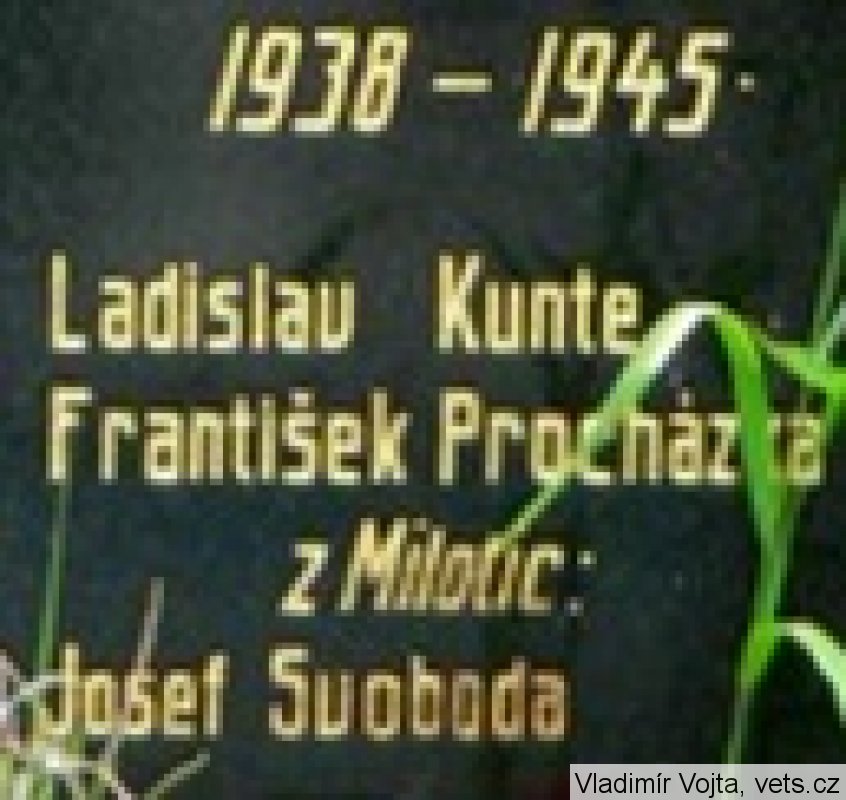 1938 - 1945.
Ladislav Kunte
František Procházka
z Milotic:
Josef Svoboda
Vladimír Vojta, vets.cz